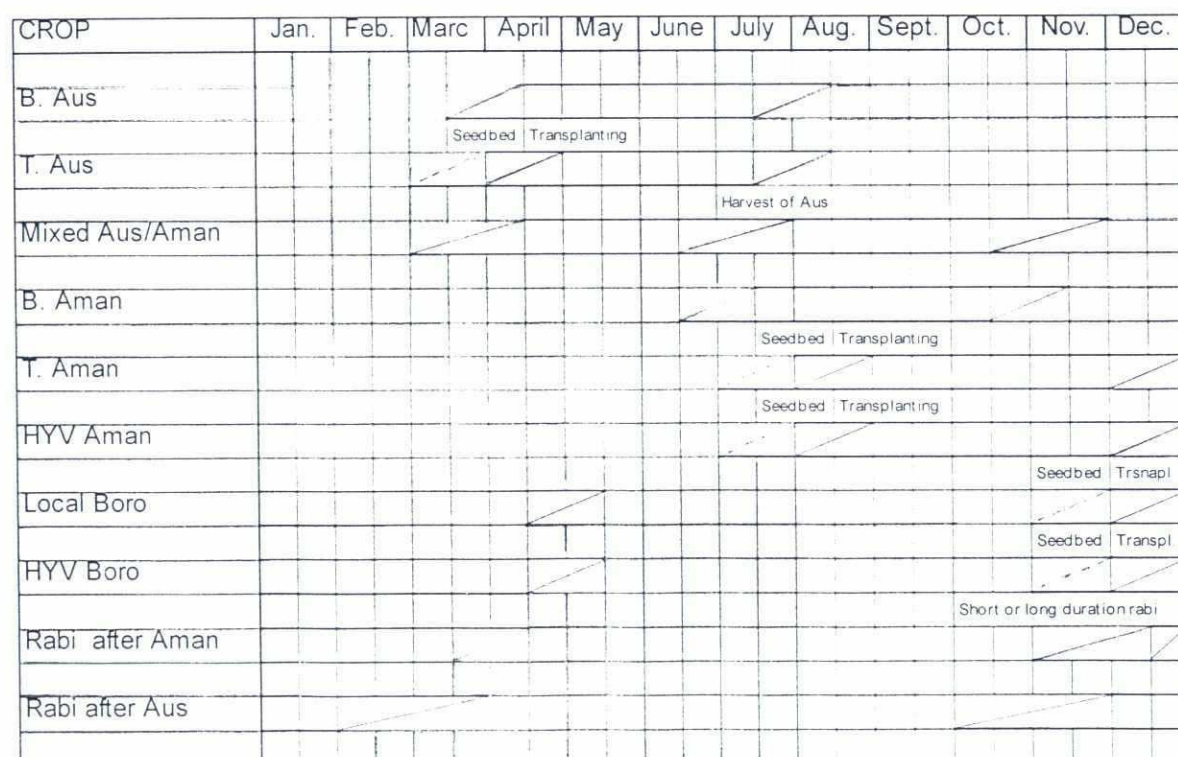 CROP Jan. Feb. Marc April May June July Aug. Sept. Oct. Nov. Dec.
B. Aus
Seedbed Transplanting
T. Aus
Harvest of Aus
Mixed Aus/Aman
B. Aman
Seedbed Transplanting
T. Aman
Seedbed Transplanting
HYV Aman
Seedbed Trsnapl
Local Boro
Seedbed Transpl.
HYV Boro
Short or long duration rabi
Rabi after Aman
Rabi after Aus